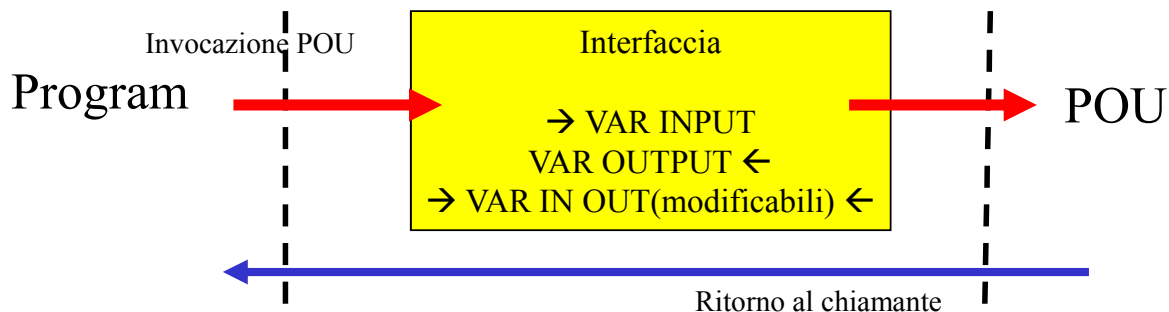 Invocazione POU
Interfaccia
Program
POU
→ VAR INPUT
VAR OUTPUT ←
→ VAR IN OUT(modificabili) ←
Ritorno al chiamante